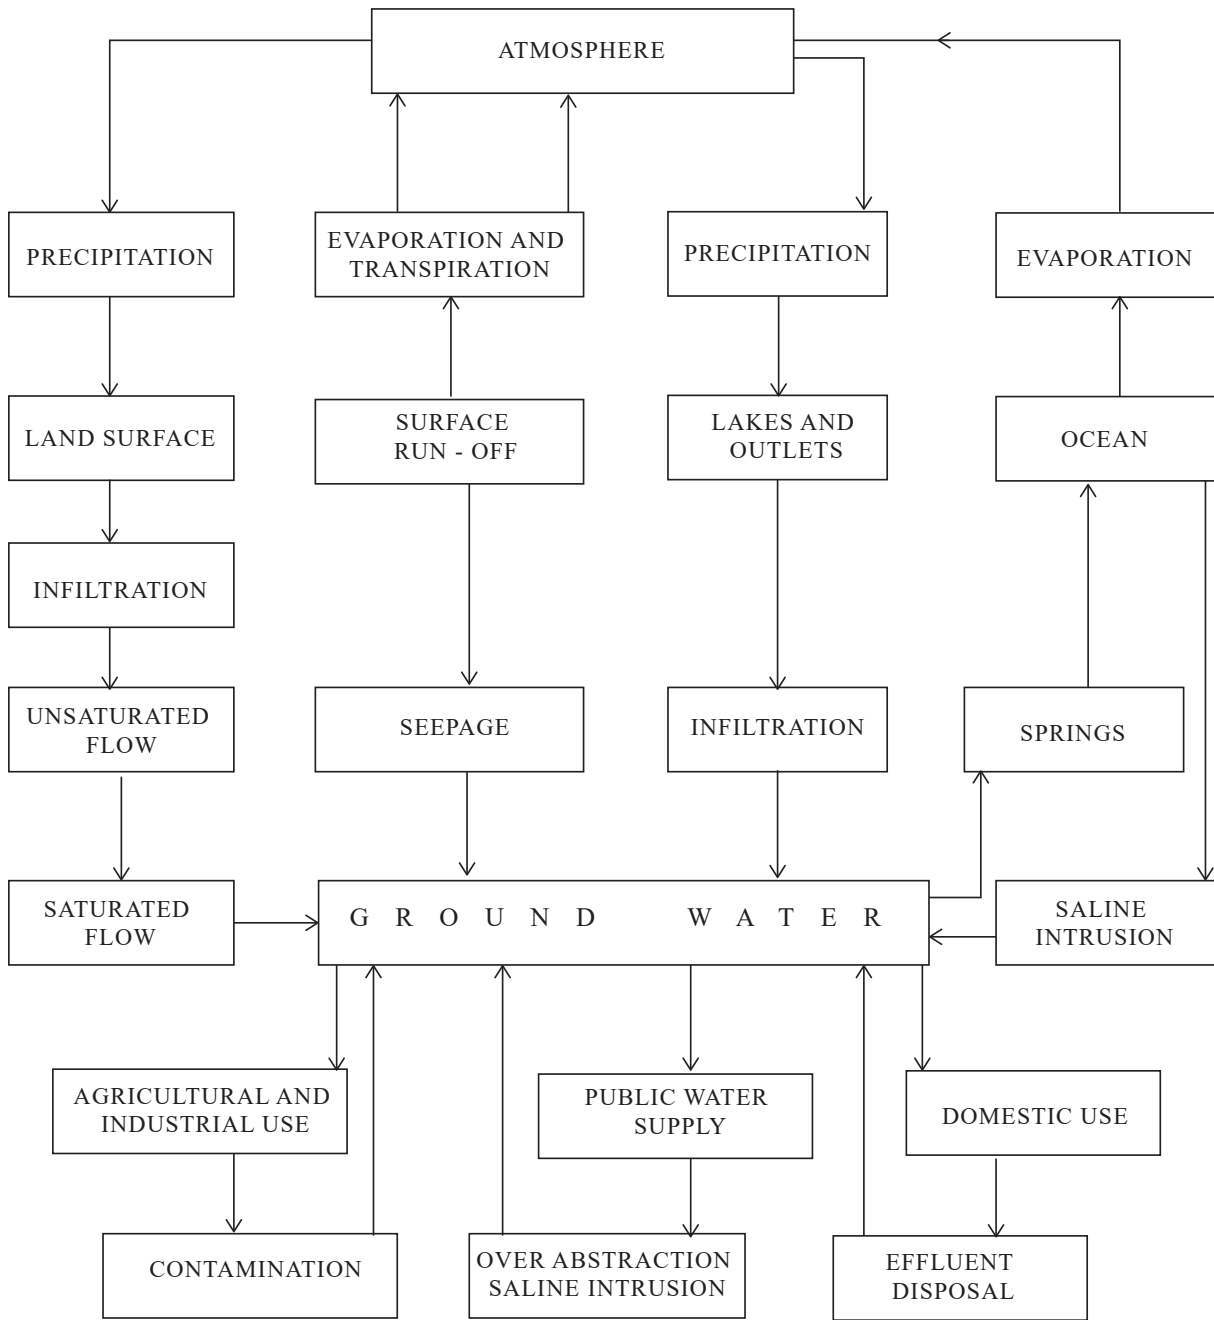 ATMOSPHERE
PRECIPITATION
EVAPORATION AND
TRANSPIRATION
PRECIPITATION
EVAPORATION
LAND SURFACE
SURFACE
RUN - OFF
LAKES AND
OUTLETS
OCEAN
INFILTRATION
UNSATURATED
FLOW
SEEPAGE
INFILTRATION
SPRINGS
SATURATED
FLOW
GROUND WATER
SALINE
INTRUSION
AGRICULTURAL AND
INDUSTRIAL USE
PUBLIC WATER
SUPPLY
DOMESTIC USE
CONTAMINATION
OVER ABSTRACTION
SALINE INTRUSION
EFFLUENT
DISPOSAL